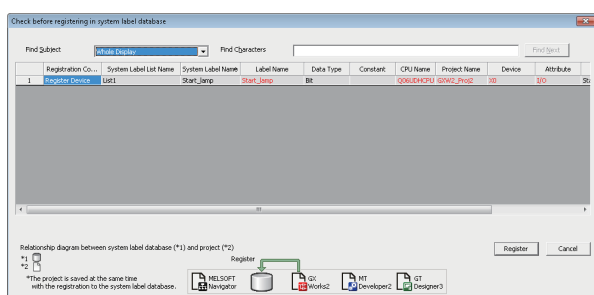 Check before registering in system label database
Find Subject Whole Display Find Characters Find Next
Registration Co... System Label List Name System Label Name Label Name Data Type Constant CPU Name Project Name Device Attribute
1 Register Device List1 Start_lamp Start_lamp Bit Q06UDHCPU GXW2_Proj2 X0 I/O Sta
Relationship diagram between system label database (*1) and project (*2)
Register Cancel
*1
*2
Register
*The project is saved at the same time
with the registration to the system label database.
MELSOFT Navigator
GX Works2
MT Developer2
GT Designer3